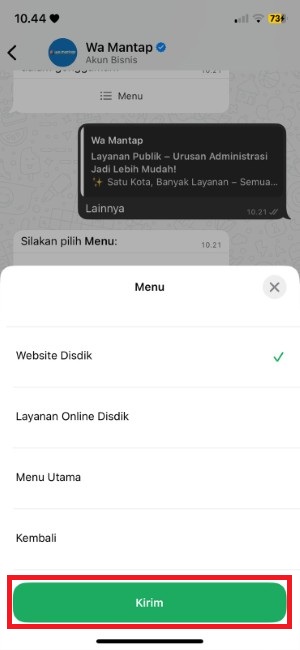 10.44
73
Wa Mantap
Akun Bisnis
10.21
Menu
Wa Mantap
Layanan Publik – Urusan Administrasi
Jadi Lebih Mudah!
✨ Satu Kota, Banyak Layanan – Semua...
Lainnya
10.21
Silakan pilih Menu:
10.21
Menu
Website Disdik
Layanan Online Disdik
Menu Utama
Kembali
Kirim